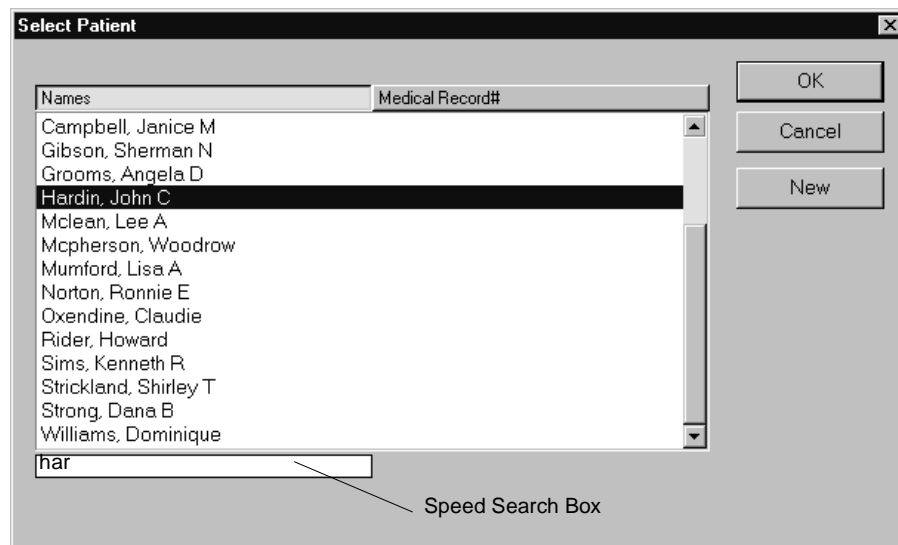 Select Patient
Names Medical Record#
Campbell, Janice M
Gibson, Sherman N
Grooms, Angela D
Hardin, John C
Mclean, Lee A
Mcpherson, Woodrow
Mumford, Lisa A
Norton, Ronnie E
Oxendine, Claudie
Rider, Howard
Sims, Kenneth R
Strickland, Shirley T
Strong, Dana B
Williams, Dominique
har
Speed Search Box
OK
Cancel
New